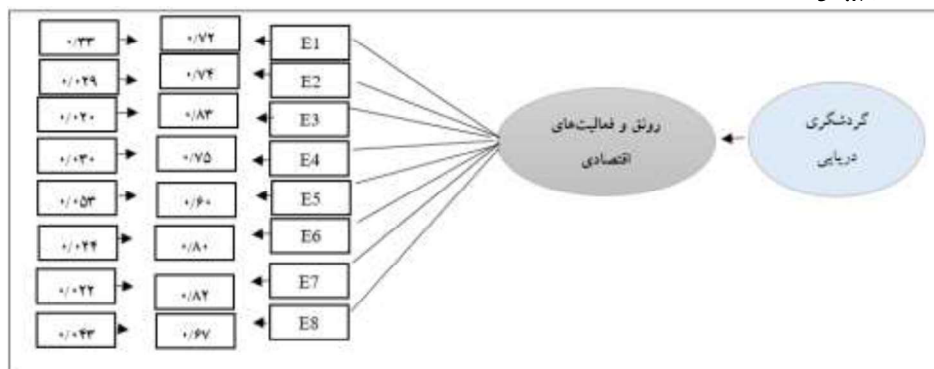 گردشگری
دریایی
رونق و فعالیت‌های
اقتصادی
E1 ۰/۷۲ ۰/۳۳
E2 ۰/۷۴ ۰/۰۲۹
E3 ۰/۸۳ ۰/۰۲۰
E4 ۰/۷۵ ۰/۰۳۰
E5 ۰/۶۰ ۰/۰۵۳
E6 ۰/۸۰ ۰/۰۲۴
E7 ۰/۸۲ ۰/۰۲۲
E8 ۰/۶۷ ۰/۰۴۳